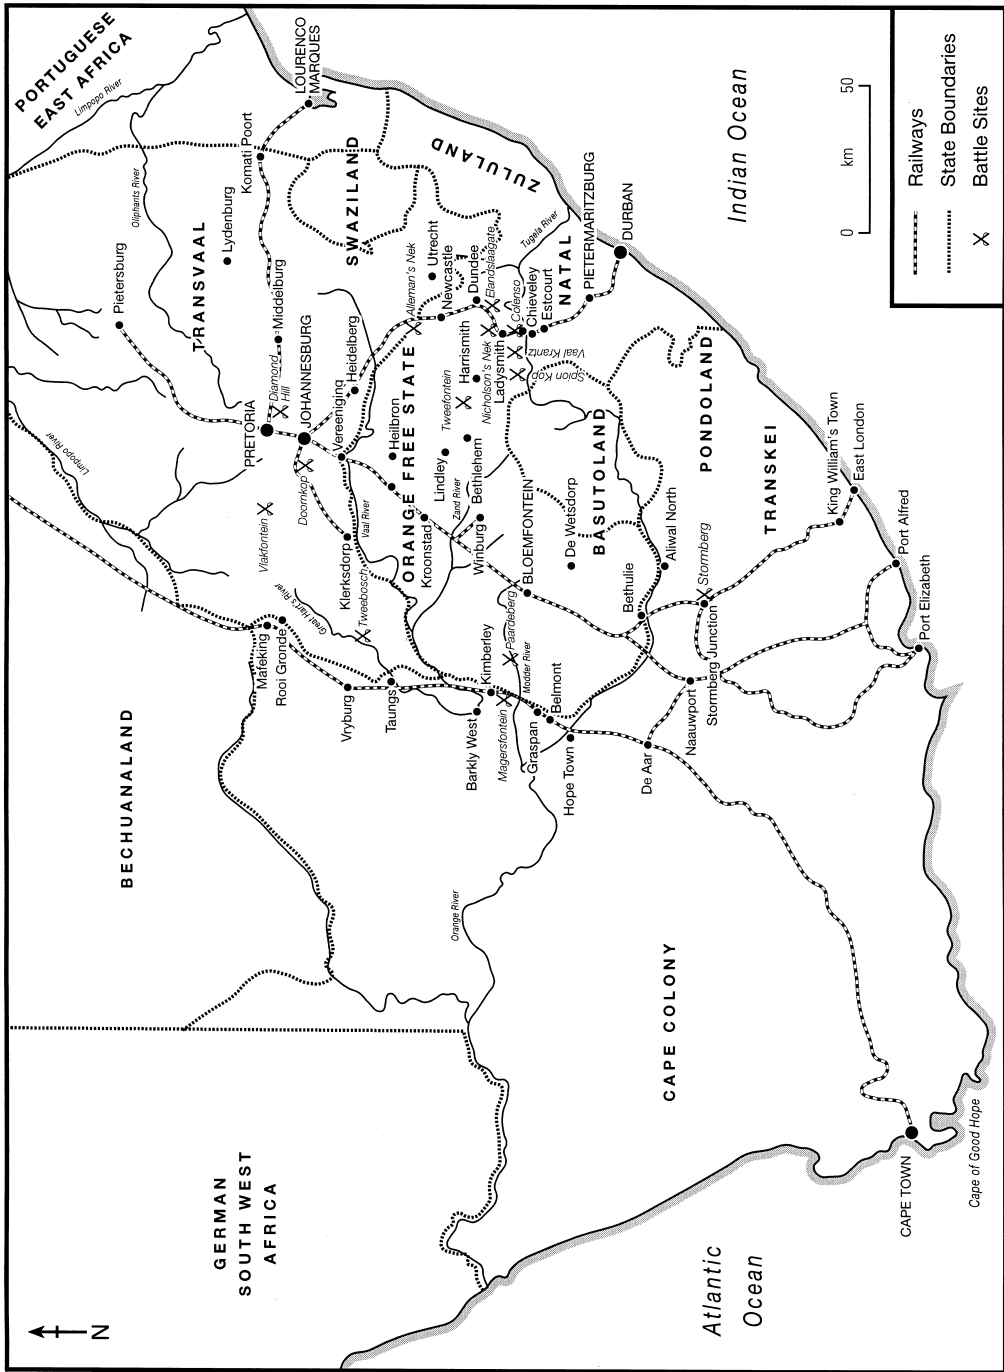 PORTUGUESE
EAST AFRICA
Limpopo River
LOURENCO
MARQUES
Komati Poort
Oliphants River
Lydenburg
Pietersburg
TRANSVAAL
SWAZILAND
ZULULAND
Middelburg
Diamond
Hill
PRETORIA
JOHANNESBURG
Heidelberg
Vereeniging
Doornkop
Vlakfontein
Limpopo River
Klerksdorp
Vaal River
Tweebosch
Great Hart's River
Mafeking
Rooi Gronde
Vryburg
Taungs
BECHUANALAND
Alleman's Nek
Utrecht
Newcastle
Dundee
Elandslaagate
Tugela River
Colenso
Chieveley
Estcourt
NATAL
PIETERMARITZBURG
DURBAN
Indian Ocean
Harrismith
Nicholson's Nek
Ladysmith
Vaal Krantz
Spion Kop
Tweefontein
Heilbron
ORANGE FREE STATE
Lindley
Bethlehem
Zand River
Kroonstad
Winburg
BLOEMFONTEIN
De Wetsdorp
BASUTOLAND
PONDOLAND
TRANSKEI
Aliwal North
Bethulie
Stormberg
Stormberg Junction
Naauwport
King William's Town
East London
Port Alfred
Port Elizabeth
Kimberley
Paardeberg
Modder River
Barkly West
Magersfontein
Graspan
Belmont
Hope Town
De Aar
Orange River
CAPE COLONY
GERMAN
SOUTH WEST
AFRICA
CAPE TOWN
Cape of Good Hope
Atlantic
Ocean
N
0
km
50
Railways
State Boundaries
Battle Sites